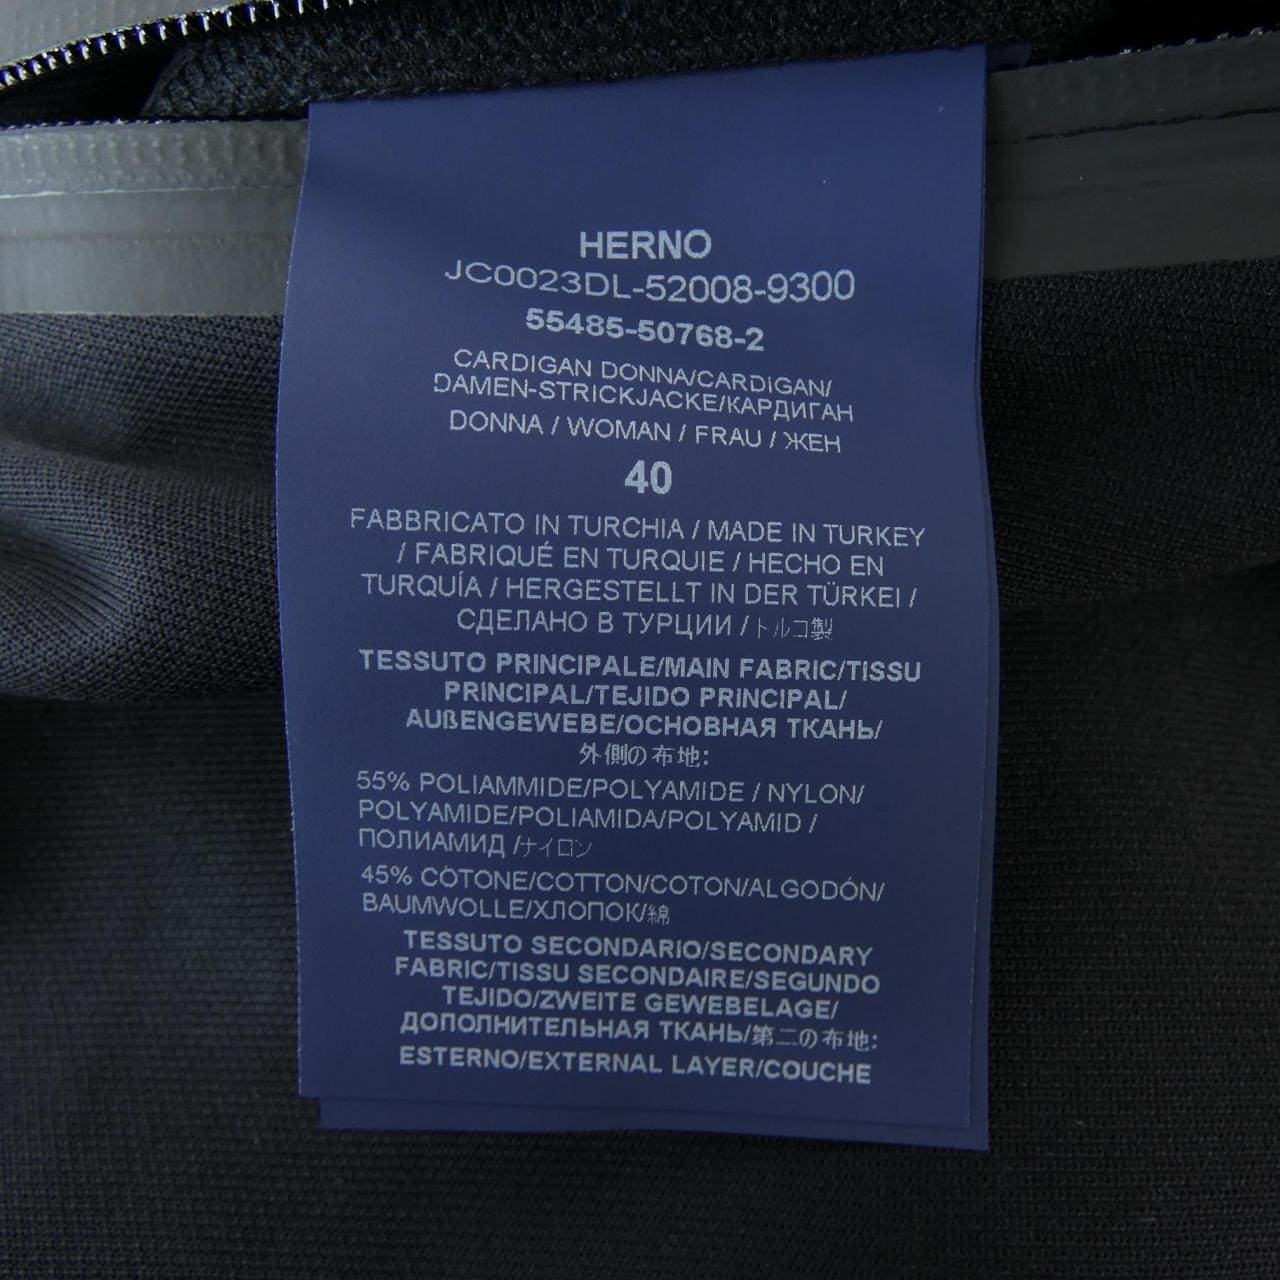 HERNO
JC0023DL-52008-9300
55485-50768-2
CARDIGAN DONNA/CARDIGAN/
DAMEN-STRICKJACKE/КАРДИГАН
DONNA / WOMAN / FRAU / ЖЕН
40
FABBRICATO IN TURCHIA / MADE IN TURKEY
/ FABRIQUÉ EN TURQUIE / HECHO EN
TURQUÍA / HERGESTELLT IN DER TÜRKEI /
СДЕЛАНО В ТУРЦИИ / トルコ製
TESSUTO PRINCIPALE/MAIN FABRIC/TISSU
PRINCIPAL/TEJIDO PRINCIPAL/
AUßENGEWEBE/ОСНОВНАЯ ТКАНЬ/
外側の布地:
55% POLIAMMIDE/POLYAMIDE / NYLON/
POLYAMIDE/POLIAMIDA/POLYAMID /
ПОЛИАМИД /ナイロン
45% COTONE/COTTON/COTON/ALGODÓN/
BAUMWOLLE/ХЛОПОК/綿
TESSUTO SECONDARIO/SECONDARY
FABRIC/TISSU SECONDAIRE/SEGUNDO
TEJIDO/ZWEITE GEWEBELAGE/
ДОПОЛНИТЕЛЬНАЯ ТКАНЬ/第二の布地:
ESTERNO/EXTERNAL LAYER/COUCHE